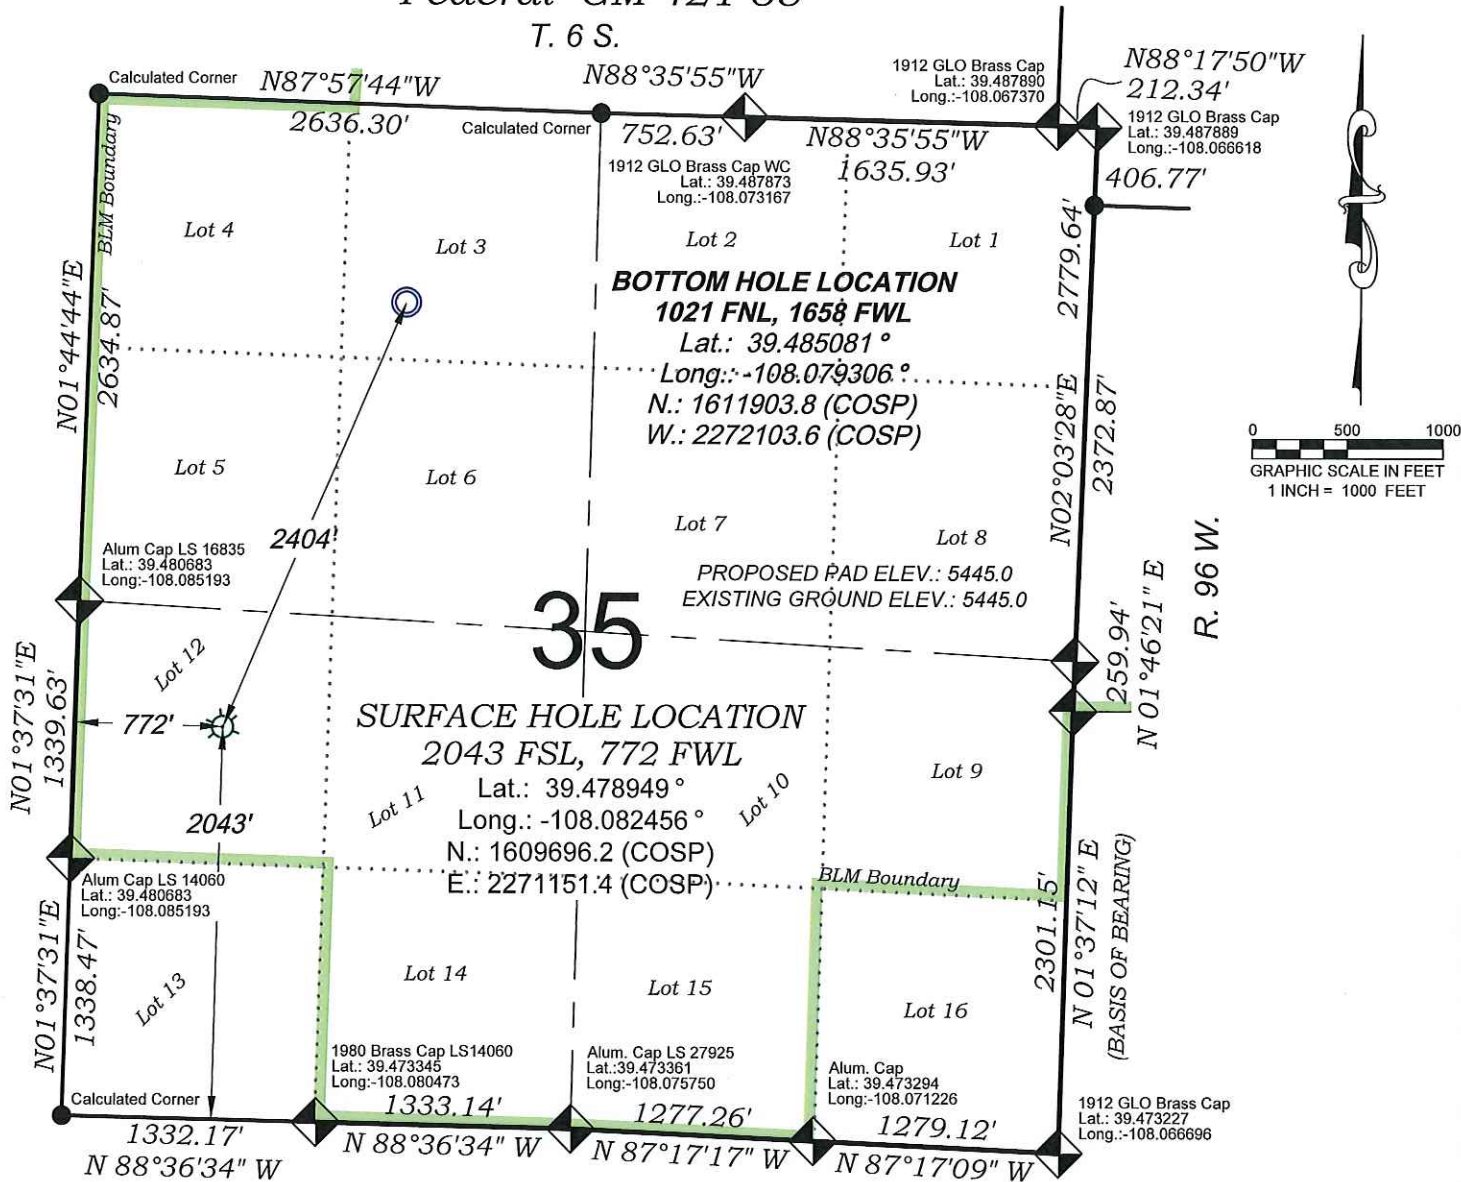 Federal GM 421-35
T. 6 S.
Calculated Corner
N87°57'44"W
2636.30'
N88°35'55"W
Calculated Corner
752.63'
1912 GLO Brass Cap
Lat.: 39.487890
Long.:-108.067370
N88°17'50"W
212.34'
1912 GLO Brass Cap
Lat.: 39.487889
Long.:-108.066618
N88°35'55"W
1635.93'
1912 GLO Brass Cap WC
Lat.: 39.487873
Long.:-108.073167
406.77'
BLM Boundary
Lot 4
Lot 3
Lot 2
Lot 1
2779.64'
N01°44'44"E
2634.87'
BOTTOM HOLE LOCATION
1021 FNL, 1658 FWL
Lat.: 39.485081 °
Long.: -108.079306 °
N.: 1611903.8 (COSP)
W.: 2272103.6 (COSP)
N02°03'28"E
2372.87'
0 500 1000
GRAPHIC SCALE IN FEET
1 INCH = 1000 FEET
Lot 5
Lot 6
Lot 7
Lot 8
2404'
R. 96 W.
Alum Cap LS 16835
Lat.: 39.480683
Long:-108.085193
PROPOSED PAD ELEV.: 5445.0
EXISTING GROUND ELEV.: 5445.0
35
259.94'
N 01°46'21" E
Lot 12
N01°37'31"E
1339.63'
772'
SURFACE HOLE LOCATION
2043 FSL, 772 FWL
Lat.: 39.478949 °
Long.: -108.082456 °
N.: 1609696.2 (COSP)
E.: 2271151.4 (COSP)
Lot 11
Lot 10
Lot 9
2043'
BLM Boundary
Alum Cap LS 14060
Lat.: 39.480683
Long:-108.085193
N01°37'31"E
1338.47'
2301.15'
N 01°37'12" E
(BASIS OF BEARING)
Lot 13
Lot 14
Lot 15
Lot 16
1980 Brass Cap LS14060
Lat.: 39.473345
Long:-108.080473
Alum. Cap LS 27925
Lat.:39.473361
Long:-108.075750
Alum. Cap
Lat.: 39.473294
Long:-108.071226
1912 GLO Brass Cap
Lat.: 39.473227
Long.:-108.066696
Calculated Corner
1332.17'
N 88°36'34" W
1333.14'
N 88°36'34" W
1277.26'
N 87°17'17" W
1279.12'
N 87°17'09" W